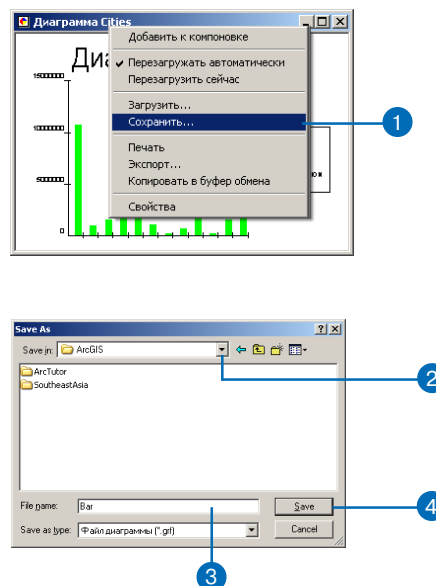 Диаграмма Cities
Добавить к компоновке
Перезагружать автоматически
Перезагрузить сейчас
Загрузить...
Сохранить...
Печать
Экспорт...
Копировать в буфер обмена
Свойства
Диа
15000000
10000000
5000000
0
1
Save As
Save in: ArcGIS
ArcTutor
SoutheastAsia
File name: Bar
Save
Save as type: Файл диаграммы (*.grf)
Cancel
2
4
3